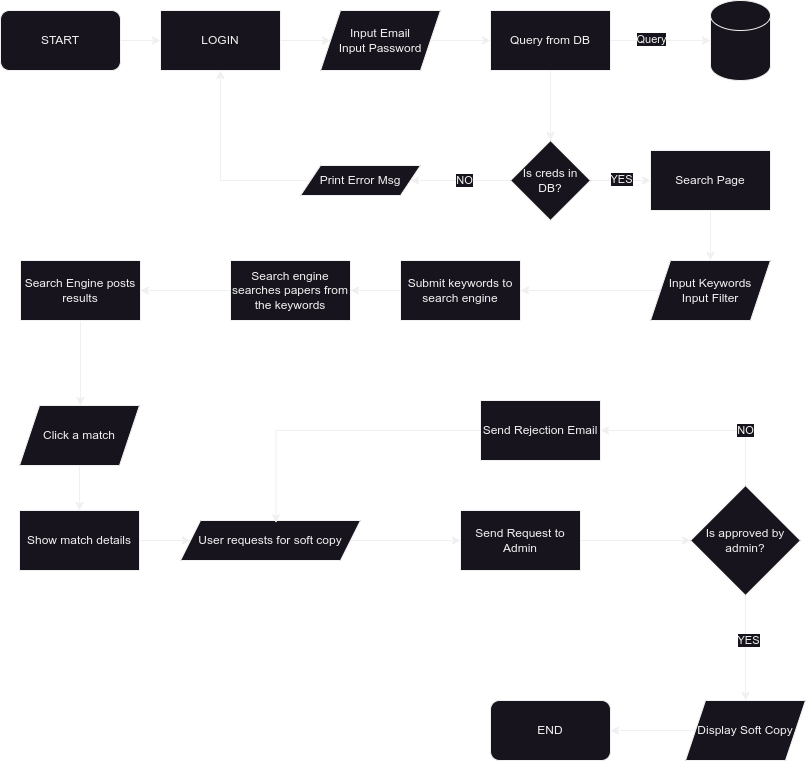 START
LOGIN
Input Email
Input Password
Query from DB
Query
Is creds in
DB?
NO
Print Error Msg
YES
Search Page
Input Keywords
Input Filter
Submit keywords to
search engine
Search engine
searches papers from
the keywords
Search Engine posts
results
Click a match
Show match details
User requests for soft copy
Send Request to
Admin
Is approved by
admin?
NO
Send Rejection Email
YES
Display Soft Copy
END